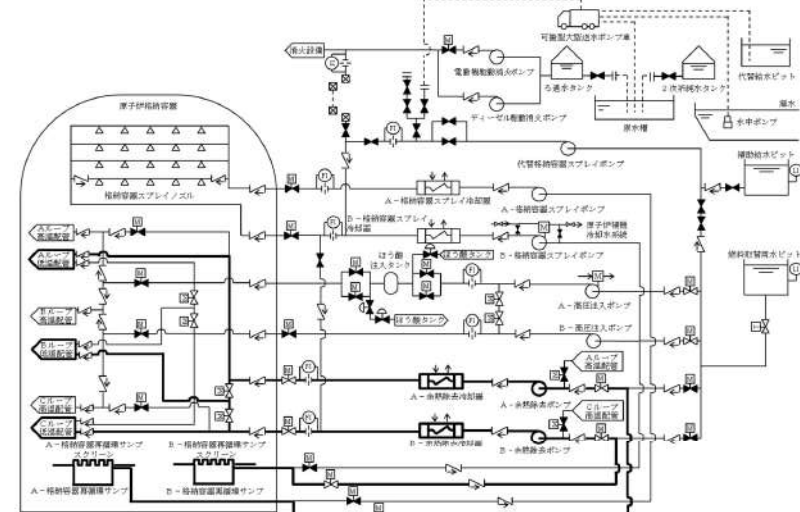 可搬型大型送水ポンプ車
消火設備
電動機駆動消火ポンプ
ろ過水タンク
2次系純水タンク
代替給水ピット
原水槽
海水
水中ポンプ
ディーゼル駆動消火ポンプ
原子炉格納容器
代替格納容器スプレイポンプ
補助給水ピット
格納容器スプレイノズル
A-格納容器スプレイ冷却器
A-格納容器スプレイポンプ
B-格納容器スプレイ
冷却器
原子炉補機
冷却水系統
B-格納容器スプレイポンプ
Aループ
高温配管
Aループ
低温配管
ほう酸
注入タンク
ほう酸タンク
燃料取替用水ピット
A-高圧注入ポンプ
Bループ
高温配管
ほう酸タンク
B-高圧注入ポンプ
Bループ
低温配管
Aループ
高温配管
A-余熱除去冷却器
A-余熱除去ポンプ
Cループ
高温配管
Cループ
高温配管
Cループ
低温配管
B-余熱除去冷却器
B-余熱除去ポンプ
A-格納容器再循環サンプ
スクリーン
B-格納容器再循環サンプ
スクリーン
A-格納容器再循環サンプ
B-格納容器再循環サンプ